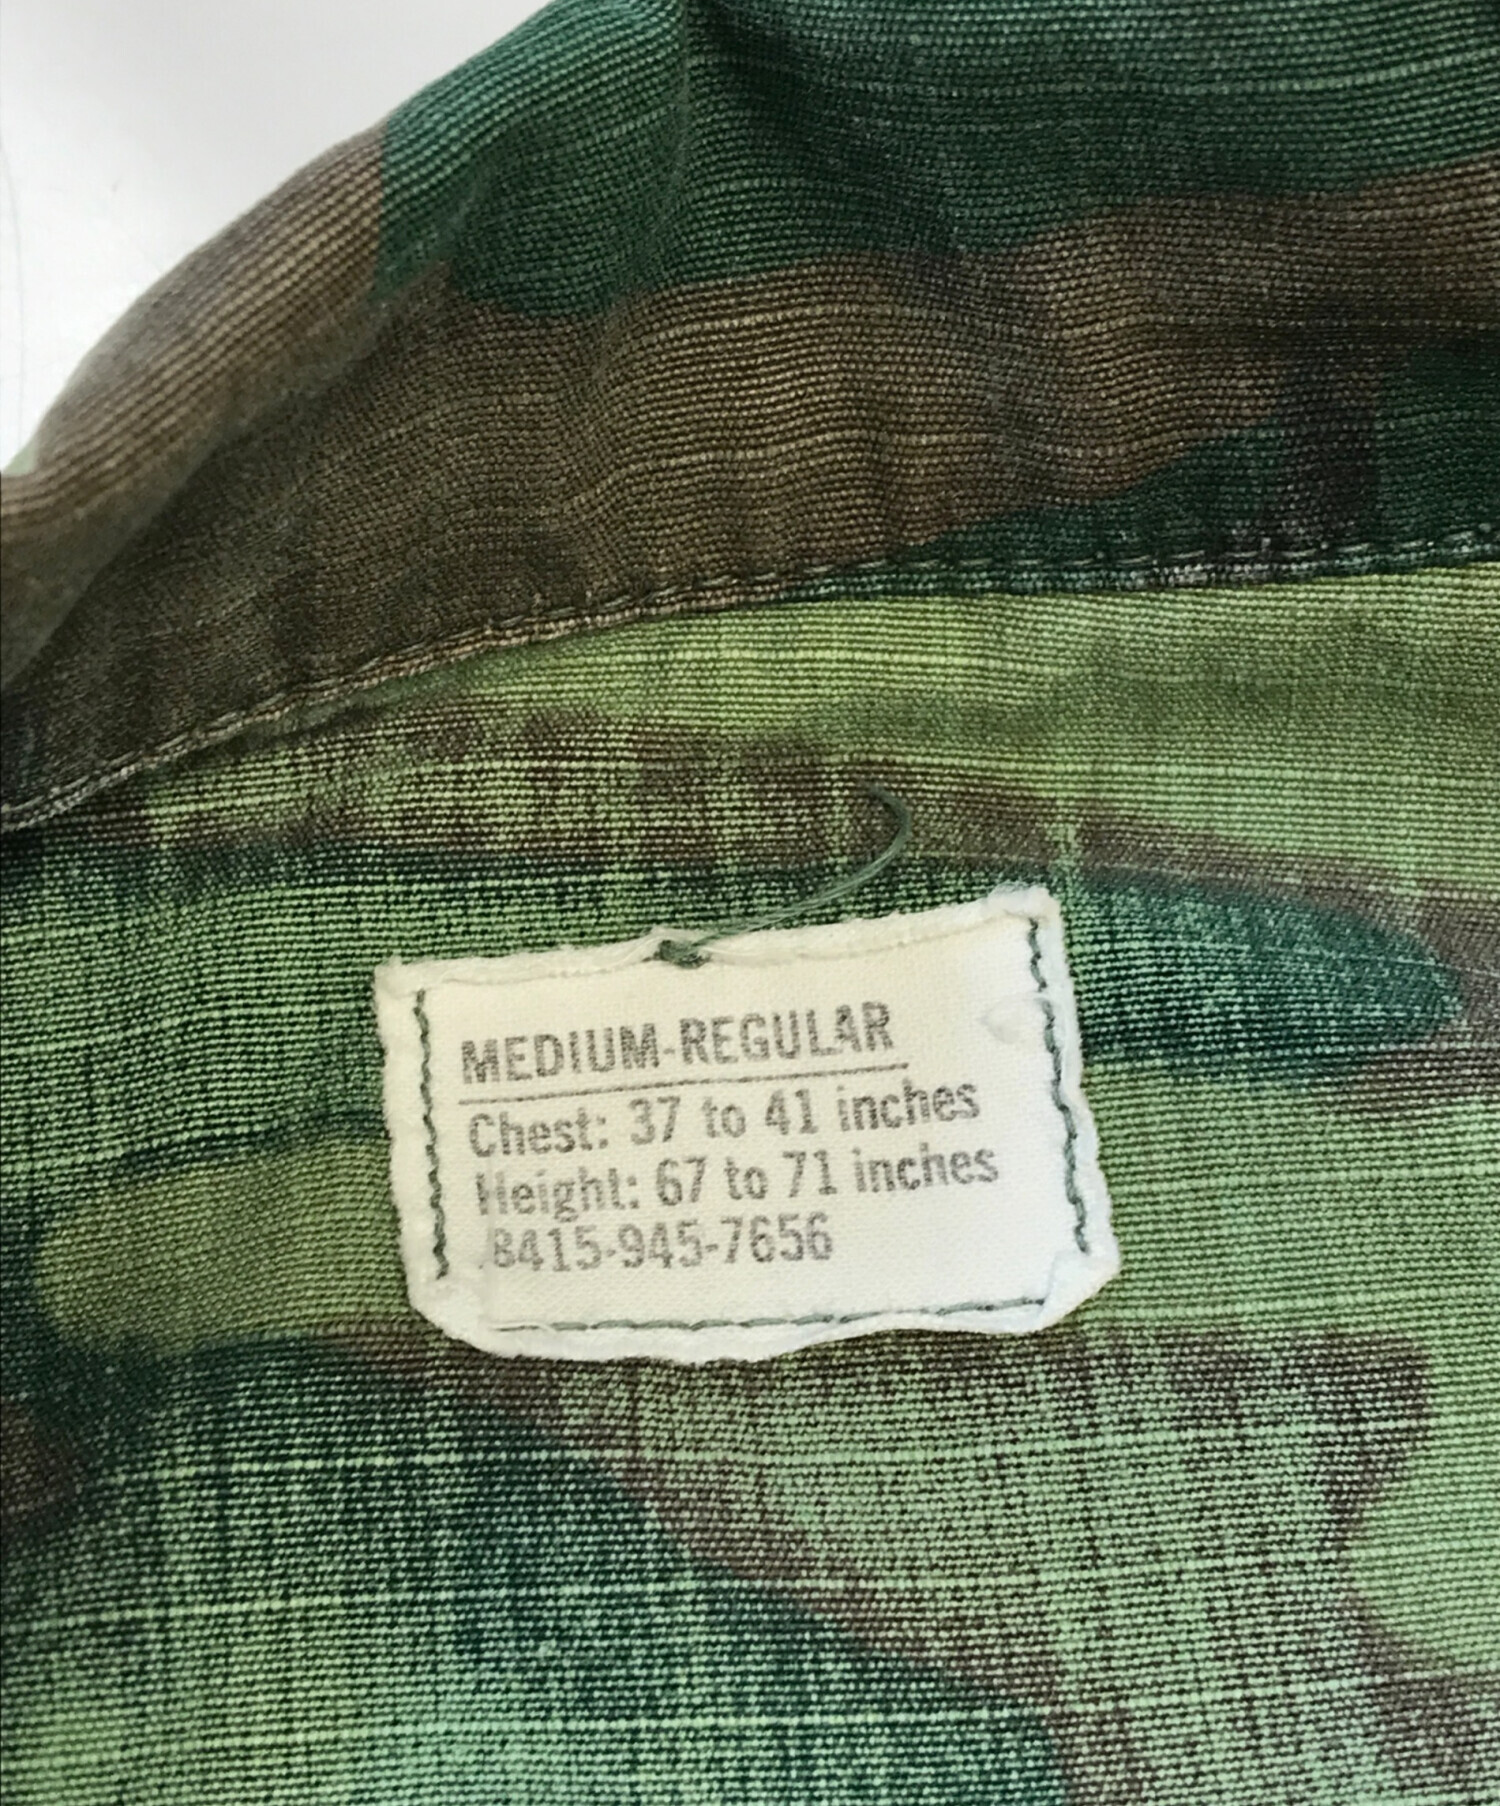 MEDIUM-REGULAR
Chest: 37 to 41 inches
Height: 67 to 71 inches
8415-945-7656